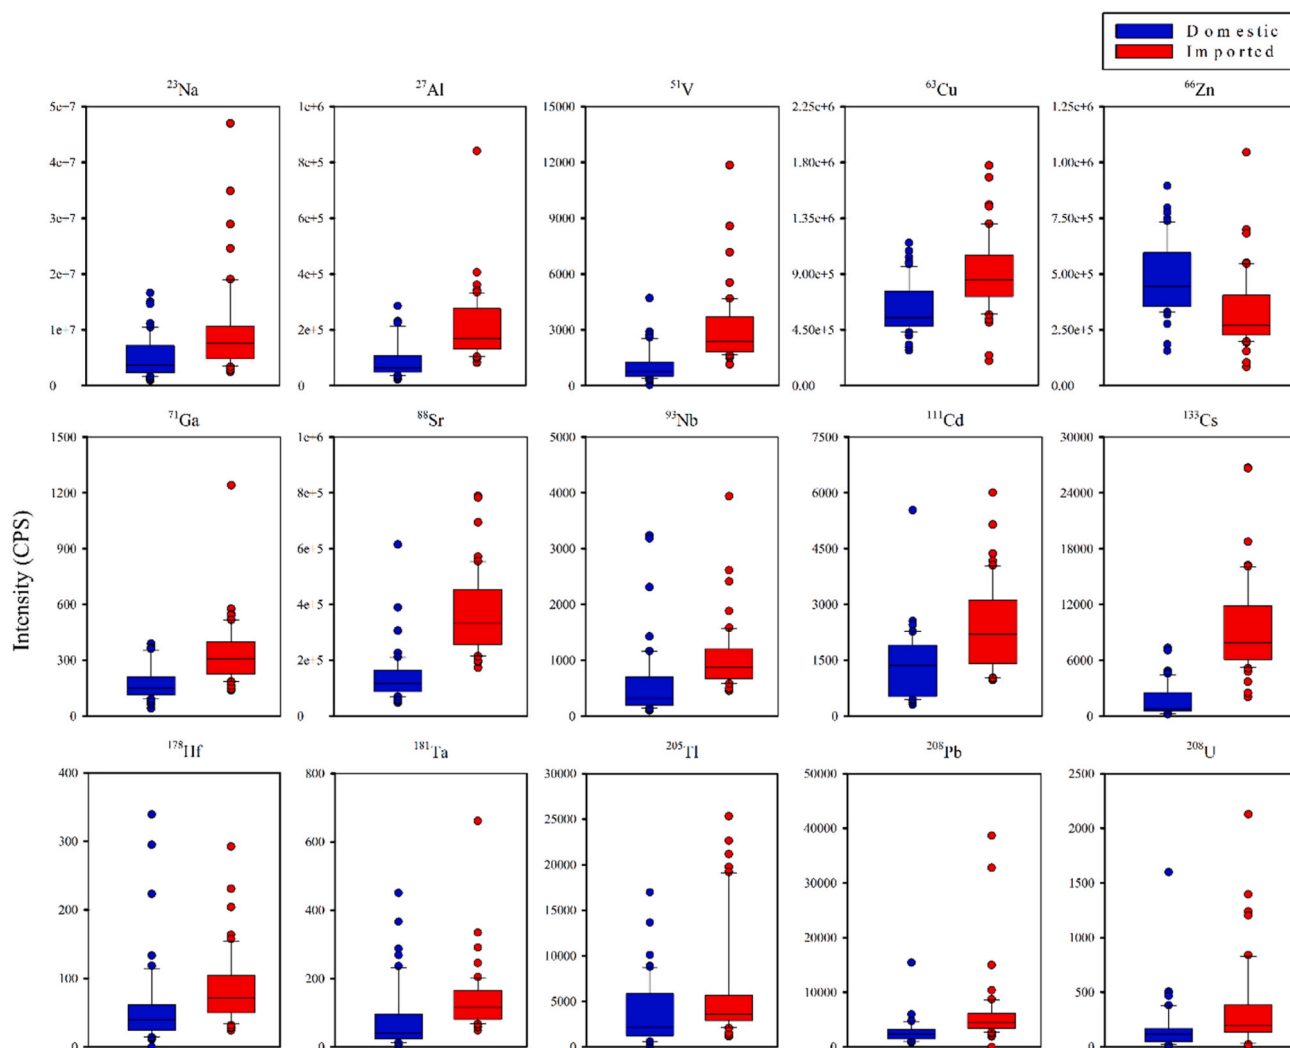 Domestic
Imported
²³Na ²⁷Al ⁵¹V ⁶³Cu ⁶⁶Zn
5e-7 1e+6 15000 2.25e+6 1.25e+6
4e-7 8e+5 12000 1.80e+6 1.00e+6
3e-7 6e+5 9000 1.35e+6 7.50e+5
2e-7 4e+5 6000 9.00e+5 5.00e+5
1e+7 2e+5 3000 4.50e+5 2.50e+5
0 0 0 0.00 0.00
⁷¹Ga ⁸⁸Sr ⁹³Nb ¹¹¹Cd ¹³³Cs
1500 1e+6 5000 7500 30000
1200 8e+5 4000 6000 24000
900 6e+5 3000 4500 18000
600 4e+5 2000 3000 12000
300 2e+5 1000 1500 6000
0 0 0 0 0
Intensity (CPS)
¹⁷⁸Hf ¹⁸¹Ta ²⁰⁵Tl ²⁰⁸Pb ²⁰⁸U
400 800 30000 50000 2500
300 600 25000 40000 2000
200 400 20000 30000 1500
100 200 15000 20000 1000
0 0 10000 10000 500
5000 0 0
0